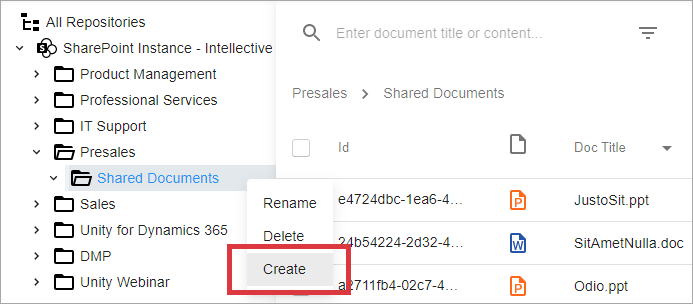 All Repositories
SharePoint Instance - Intellective
Product Management
Professional Services
IT Support
Presales
Shared Documents
Sales
Unity for Dynamics 365
DMP
Unity Webinar
Rename
Delete
Create
Enter document title or content...
Presales > Shared Documents
Id Doc Title
e4724dbc-1ea6-4... JustoSit.ppt
24b54224-2d32-4... SitAmetNulla.doc
a2711fb4-02c7-4... Odio.ppt